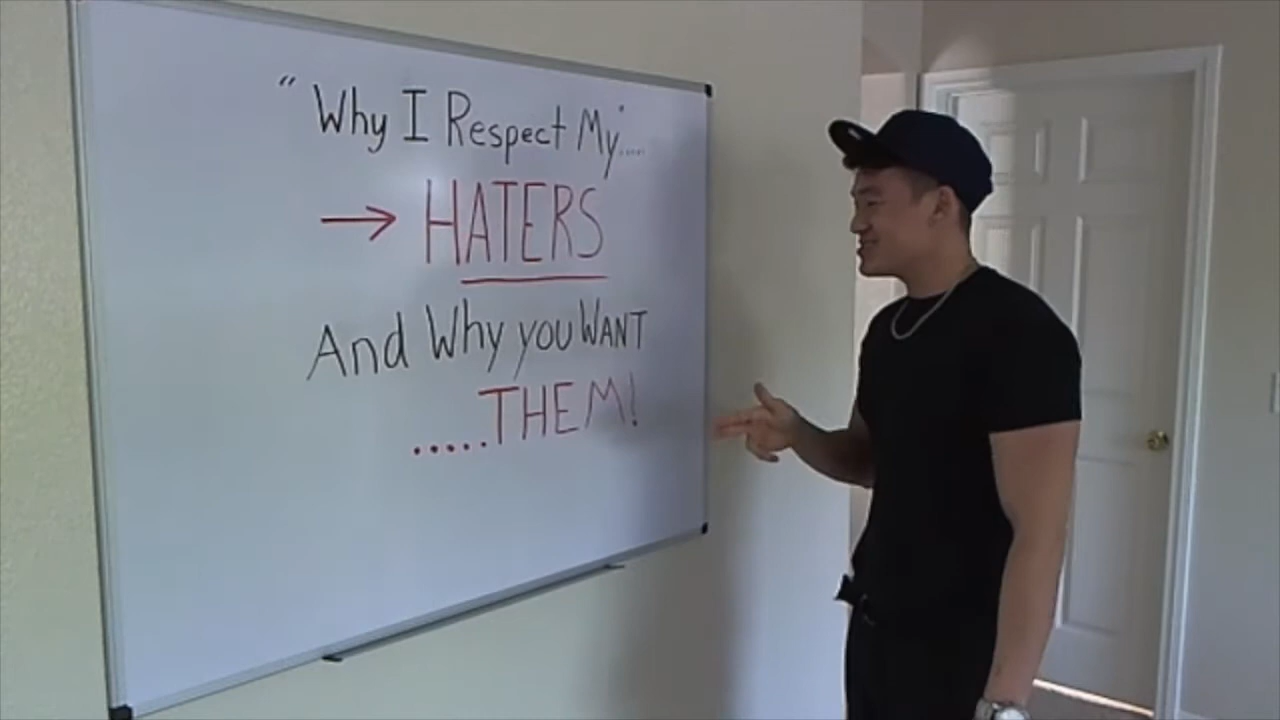 “Why I Respect My.....
→ HATERS
And Why you WANT
.....THEM!